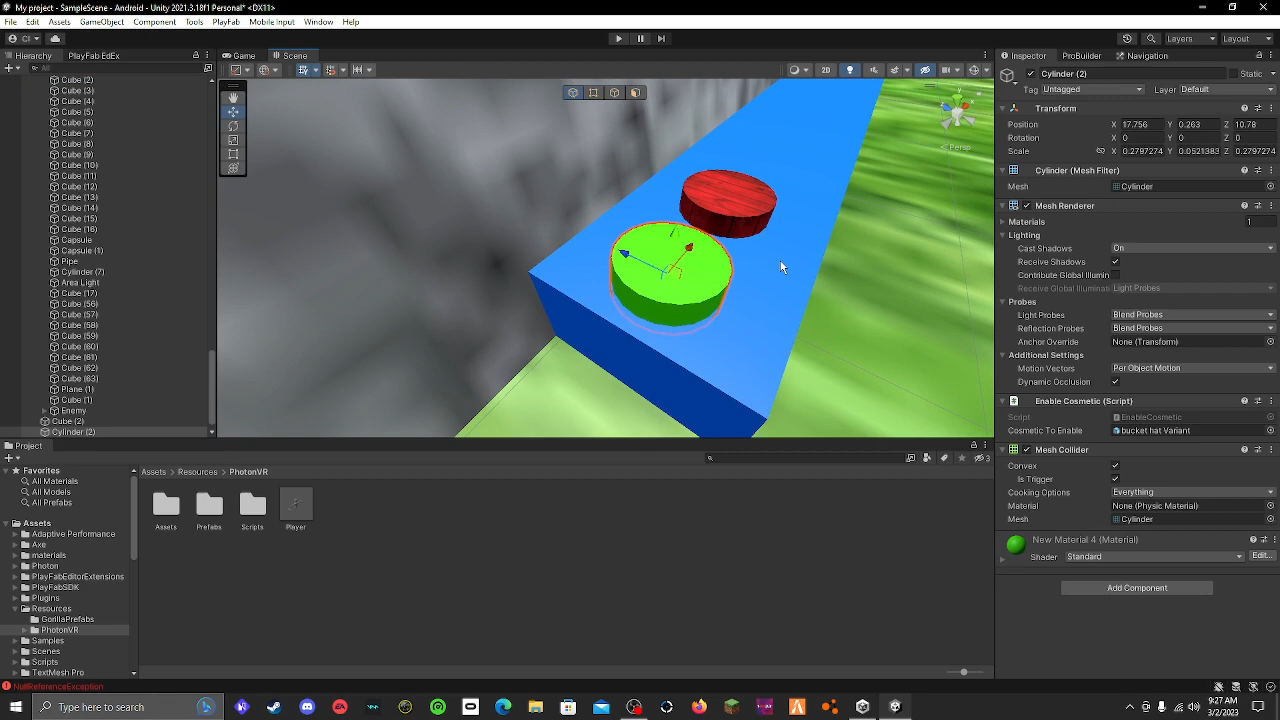 My project - SampleScene - Android - Unity 2021.3.18f1 Personal* <DX11>
File Edit Assets GameObject Component Tools PlayFab Mobile Input Window Help
CI
Layers
Layout
Hierarchy
PlayFab EdEx
All
Cube (2)
Cube (3)
Cube (4)
Cube (5)
Cube (6)
Cube (7)
Cube (8)
Cube (9)
Cube (10)
Cube (11)
Cube (12)
Cube (13)
Cube (14)
Cube (15)
Cube (16)
Capsule
Capsule (1)
Pipe
Cylinder (7)
Area Light
Cube (17)
Cube (56)
Cube (57)
Cube (58)
Cube (59)
Cube (60)
Cube (61)
Cube (62)
Cube (63)
Plane (1)
Cube (1)
Enemy
Cube (2)
Cylinder (2)
Game
Scene
2D
y
x
z
Persp
Inspector
ProBuilder
Navigation
Cylinder (2)
Static
Tag Untagged
Layer Default
Transform
Position X 17.756 Y 0.263 Z 10.78
Rotation X 0 Y 0 Z 0
Scale X 0.2797274 Y 0.0521383 Z 0.2797274
Cylinder (Mesh Filter)
Mesh Cylinder
Mesh Renderer
Materials 1
Lighting
Cast Shadows On
Receive Shadows
Contribute Global Illumin
Receive Global Illuminati Light Probes
Probes
Light Probes Blend Probes
Reflection Probes Blend Probes
Anchor Override None (Transform)
Additional Settings
Motion Vectors Per Object Motion
Dynamic Occlusion
Enable Cosmetic (Script)
Script EnableCosmetic
Cosmetic To Enable bucket hat Variant
Mesh Collider
Convex
Is Trigger
Cooking Options Everything
Material None (Physic Material)
Mesh Cylinder
New Material 4 (Material)
Shader Standard Edit...
Add Component
Project
3
Favorites
All Materials
All Models
All Prefabs
Assets
Adaptive Performance
Axe
materials
Photon
PlayFabEditorExtensions
PlayFabSDK
Plugins
Resources
GorillaPrefabs
PhotonVR
Samples
Scenes
Scripts
TextMesh Pro
Assets > Resources > PhotonVR
Assets Prefabs Scripts Player
NullReferenceException
Type here to search
9:27 AM
2/2/2023